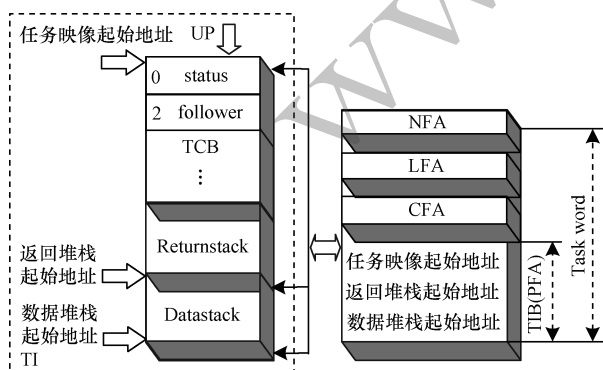 任务映像起始地址 UP
0 status
2 follower
TCB
⋮
Returnstack
Datastack
返回堆栈
起始地址
数据堆栈
起始地址
TI
NFA
LFA
CFA
任务映像起始地址
返回堆栈起始地址
数据堆栈起始地址
TIB(PFA)
Task word